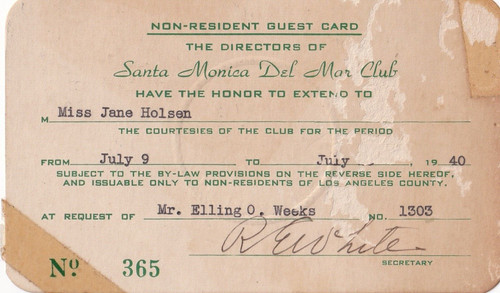 NON-RESIDENT GUEST CARD
THE DIRECTORS OF
Santa Monica Del Mar Club
HAVE THE HONOR TO EXTEND TO
M Miss Jane Holsen
THE COURTESIES OF THE CLUB FOR THE PERIOD
FROM July 9 TO July , 19 40
SUBJECT TO THE BY-LAW PROVISIONS ON THE REVERSE SIDE HEREOF,
AND ISSUABLE ONLY TO NON-RESIDENTS OF LOS ANGELES COUNTY.
AT REQUEST OF Mr. Elling O. Weeks NO. 1303
R E White
SECRETARY
No 365